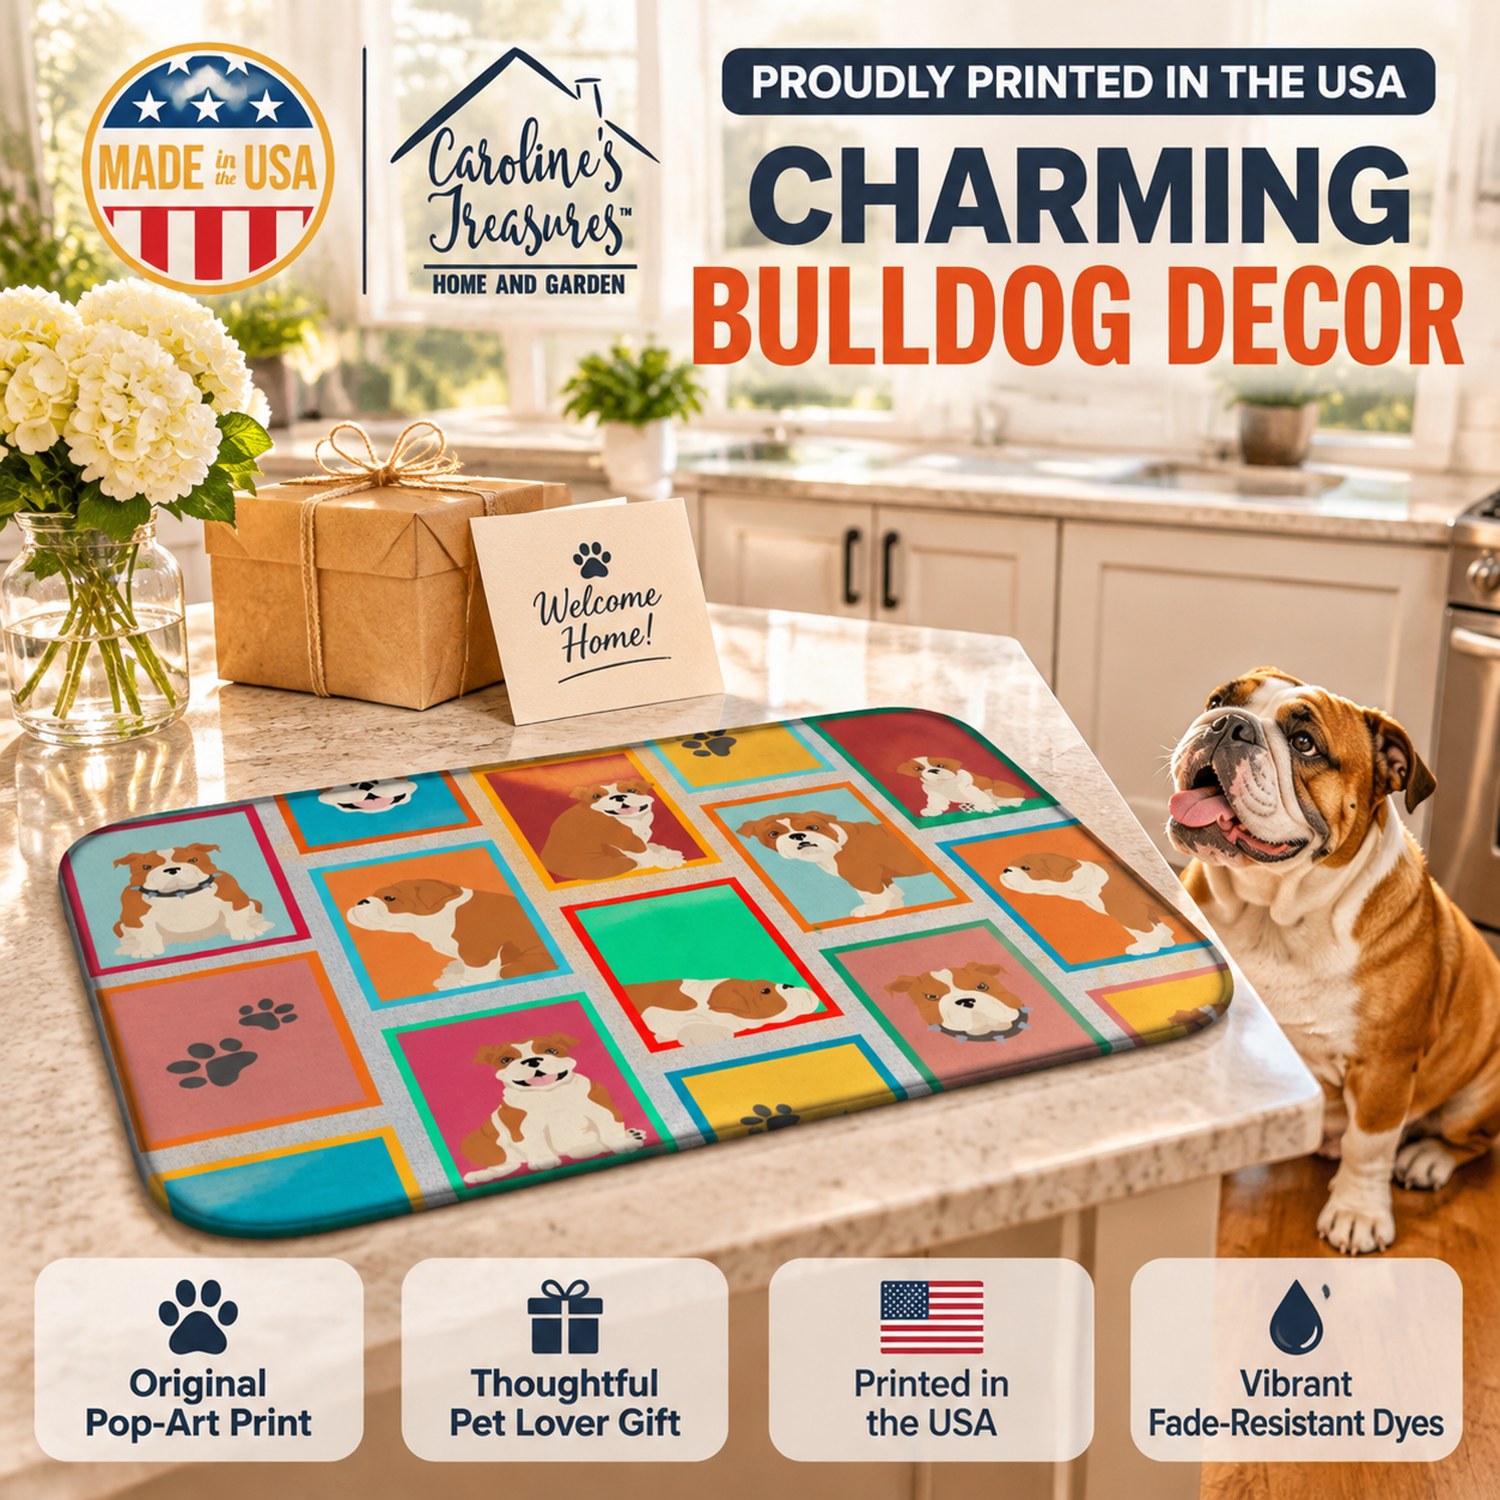 MADE in the USA
Caroline's
Treasures™
HOME AND GARDEN
PROUDLY PRINTED IN THE USA
CHARMING
BULLDOG DECOR
Welcome
Home!
Original
Pop-Art Print
Thoughtful
Pet Lover Gift
Printed in
the USA
Vibrant
Fade-Resistant Dyes